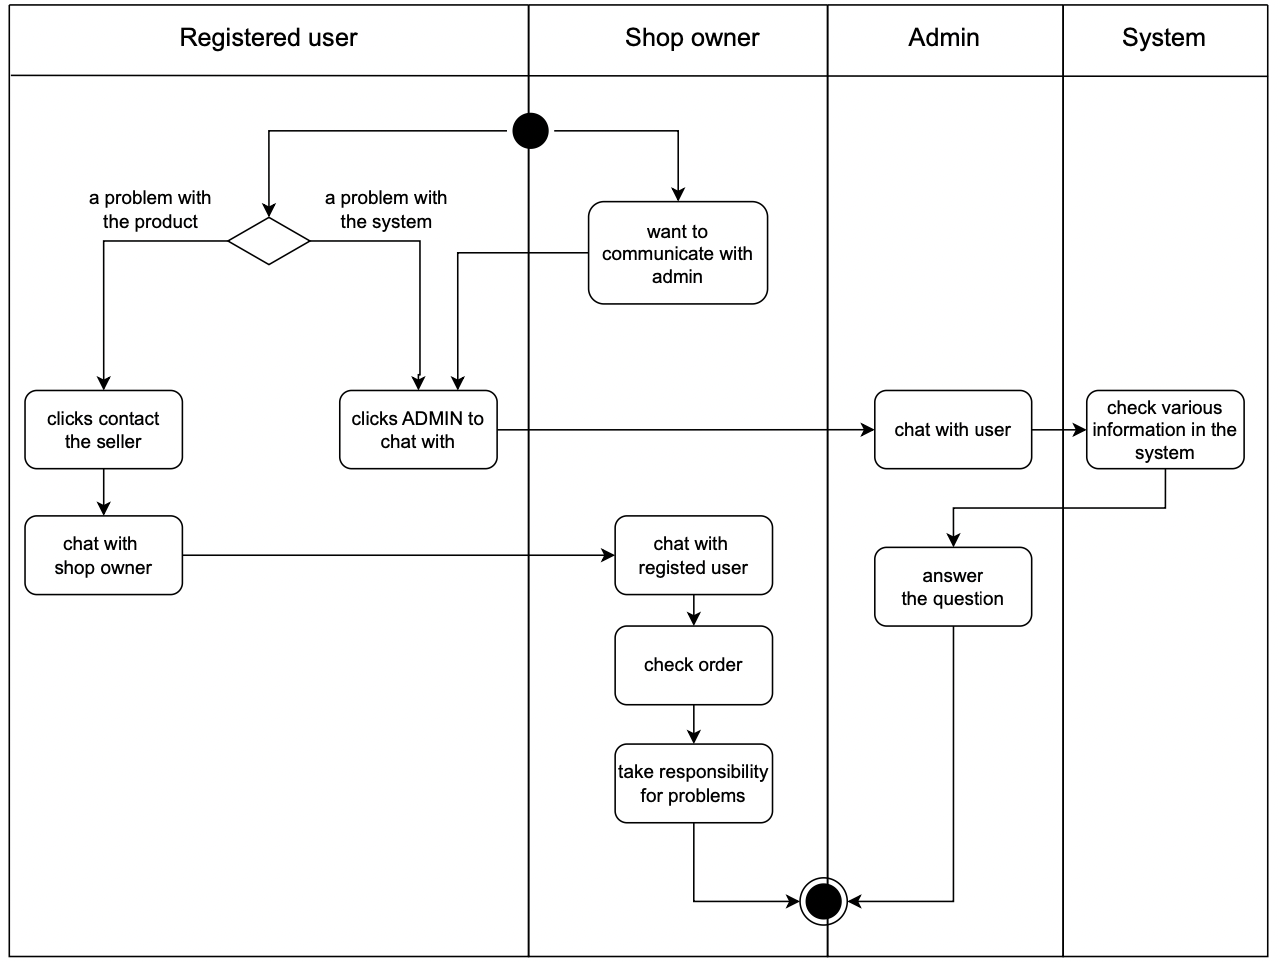 Registered user
Shop owner
Admin
System
a problem with
the product
a problem with
the system
want to
communicate with
admin
clicks contact
the seller
clicks ADMIN to
chat with
chat with user
check various
information in the
system
chat with
shop owner
chat with
registed user
answer
the question
check order
take responsibility
for problems